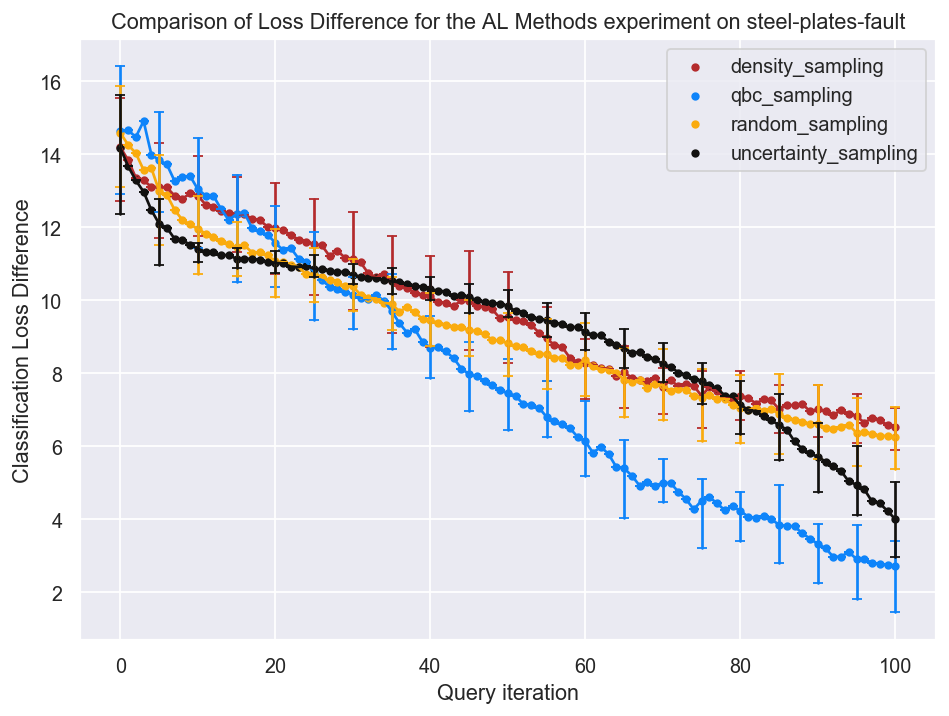 Comparison of Loss Difference for the AL Methods experiment on steel-plates-fault
density_sampling
qbc_sampling
random_sampling
uncertainty_sampling
Classification Loss Difference
16
14
12
10
8
6
4
2
0 20 40 60 80 100
Query iteration